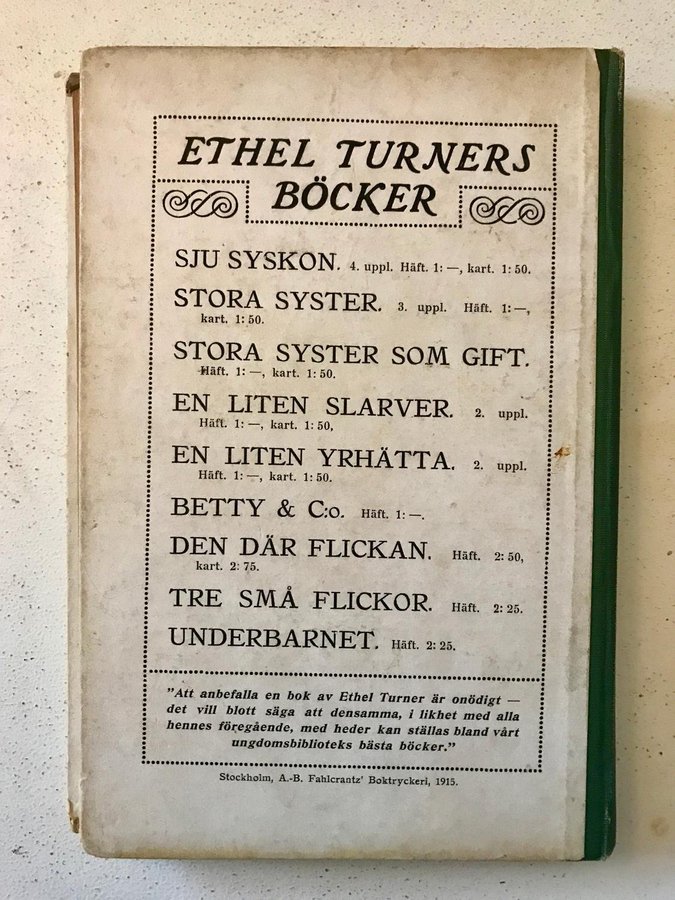 ETHEL TURNERS
BÖCKER
SJU SYSKON. 4. uppl. Häft. 1: —, kart. 1: 50.
STORA SYSTER. 3. uppl. Häft. 1: —,
kart. 1: 50.
STORA SYSTER SOM GIFT.
Häft. 1: —, kart. 1: 50.
EN LITEN SLARVER. 2. uppl.
Häft. 1: —, kart. 1: 50,
EN LITEN YRHÄTTA. 2. uppl.
Häft. 1: —, kart. 1: 50.
BETTY & C:o. Häft. 1: —.
DEN DÄR FLICKAN. Häft. 2: 50,
kart. 2: 75.
TRE SMÅ FLICKOR. Häft. 2: 25.
UNDERBARNET. Häft. 2: 25.
"Att anbefalla en bok av Ethel Turner är onödigt —
det vill blott säga att densamma, i likhet med alla
hennes föregående, med heder kan ställas bland vårt
ungdomsbiblioteks bästa böcker."
Stockholm, A.-B. Fahlcrantz' Boktryckeri, 1915.